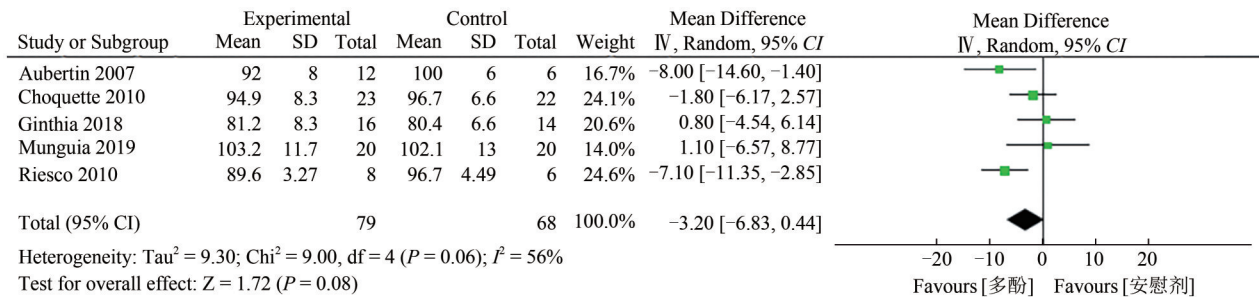 Experimental Control Mean Difference Mean Difference
Study or Subgroup Mean SD Total Mean SD Total Weight Ⅳ, Random, 95% CI Ⅳ, Random, 95% CI
Aubertin 2007 92 8 12 100 6 6 16.7% −8.00 [−14.60, −1.40]
Choquette 2010 94.9 8.3 23 96.7 6.6 22 24.1% −1.80 [−6.17, 2.57]
Ginthia 2018 81.2 8.3 16 80.4 6.6 14 20.6% 0.80 [−4.54, 6.14]
Munguia 2019 103.2 11.7 20 102.1 13 20 14.0% 1.10 [−6.57, 8.77]
Riesco 2010 89.6 3.27 8 96.7 4.49 6 24.6% −7.10 [−11.35, −2.85]
Total (95% CI) 79 68 100.0% −3.20 [−6.83, 0.44]
Heterogeneity: Tau² = 9.30; Chi² = 9.00, df = 4 (P = 0.06); I² = 56%
Test for overall effect: Z = 1.72 (P = 0.08)
−20 −10 0 10 20
Favours [多酚] Favours [安慰剂]